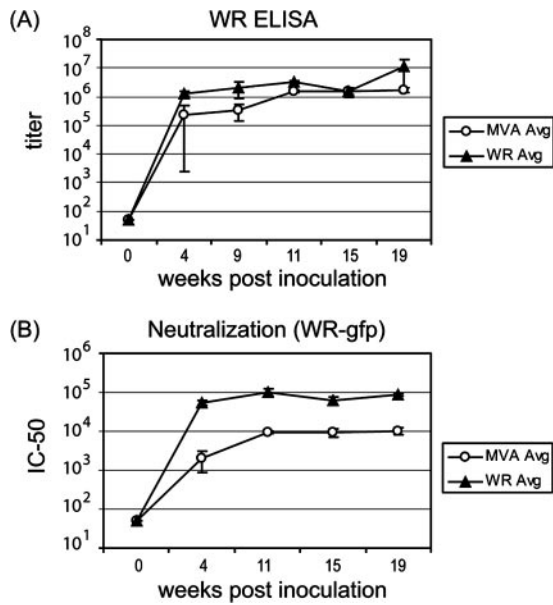 (A) WR ELISA
10^8
10^7
10^6
10^5
10^4
10^3
10^2
10^1
titer
0 4 9 11 15 19
weeks post inoculation
MVA Avg
WR Avg
(B) Neutralization (WR-gfp)
10^6
10^5
10^4
10^3
10^2
10^1
IC-50
0 4 11 15 19
weeks post inoculation
MVA Avg
WR Avg